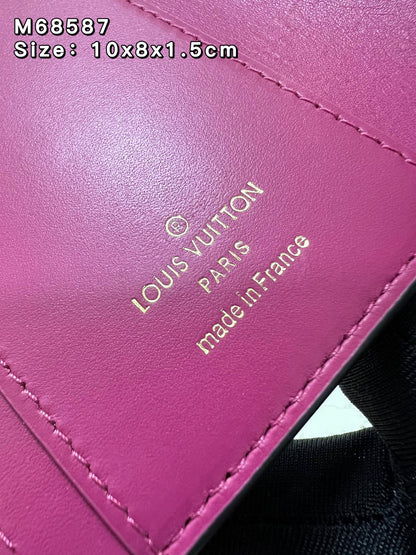 M68587
Size: 10x8x1.5cm
®
LOUIS VUITTON
PARIS
made in France